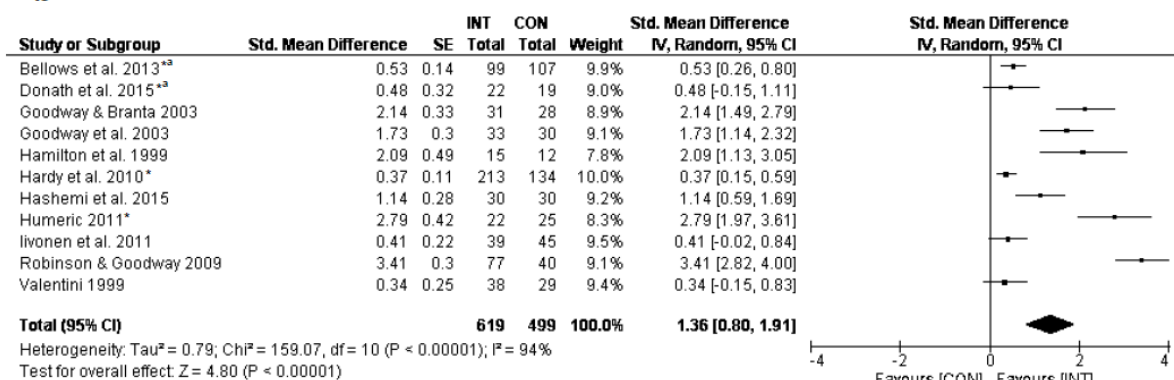 INT CON Std. Mean Difference Std. Mean Difference
Study or Subgroup Std. Mean Difference SE Total Total Weight IV, Random, 95% CI IV, Random, 95% CI
Bellows et al. 2013*ª 0.53 0.14 99 107 9.9% 0.53 [0.26, 0.80]
Donath et al. 2015*ª 0.48 0.32 22 19 9.0% 0.48 [-0.15, 1.11]
Goodway & Branta 2003 2.14 0.33 31 28 8.9% 2.14 [1.49, 2.79]
Goodway et al. 2003 1.73 0.3 33 30 9.1% 1.73 [1.14, 2.32]
Hamilton et al. 1999 2.09 0.49 15 12 7.8% 2.09 [1.13, 3.05]
Hardy et al. 2010* 0.37 0.11 213 134 10.0% 0.37 [0.15, 0.59]
Hashemi et al. 2015 1.14 0.28 30 30 9.2% 1.14 [0.59, 1.69]
Humeric 2011* 2.79 0.42 22 25 8.3% 2.79 [1.97, 3.61]
Iivonen et al. 2011 0.41 0.22 39 45 9.5% 0.41 [-0.02, 0.84]
Robinson & Goodway 2009 3.41 0.3 77 40 9.1% 3.41 [2.82, 4.00]
Valentini 1999 0.34 0.25 38 29 9.4% 0.34 [-0.15, 0.83]
Total (95% CI) 619 499 100.0% 1.36 [0.80, 1.91]
Heterogeneity: Tau² = 0.79; Chi² = 159.07, df = 10 (P < 0.00001); I² = 94%
Test for overall effect: Z = 4.80 (P < 0.00001)
-4 -2 0 2 4
Favours [CON] Favours [INT]